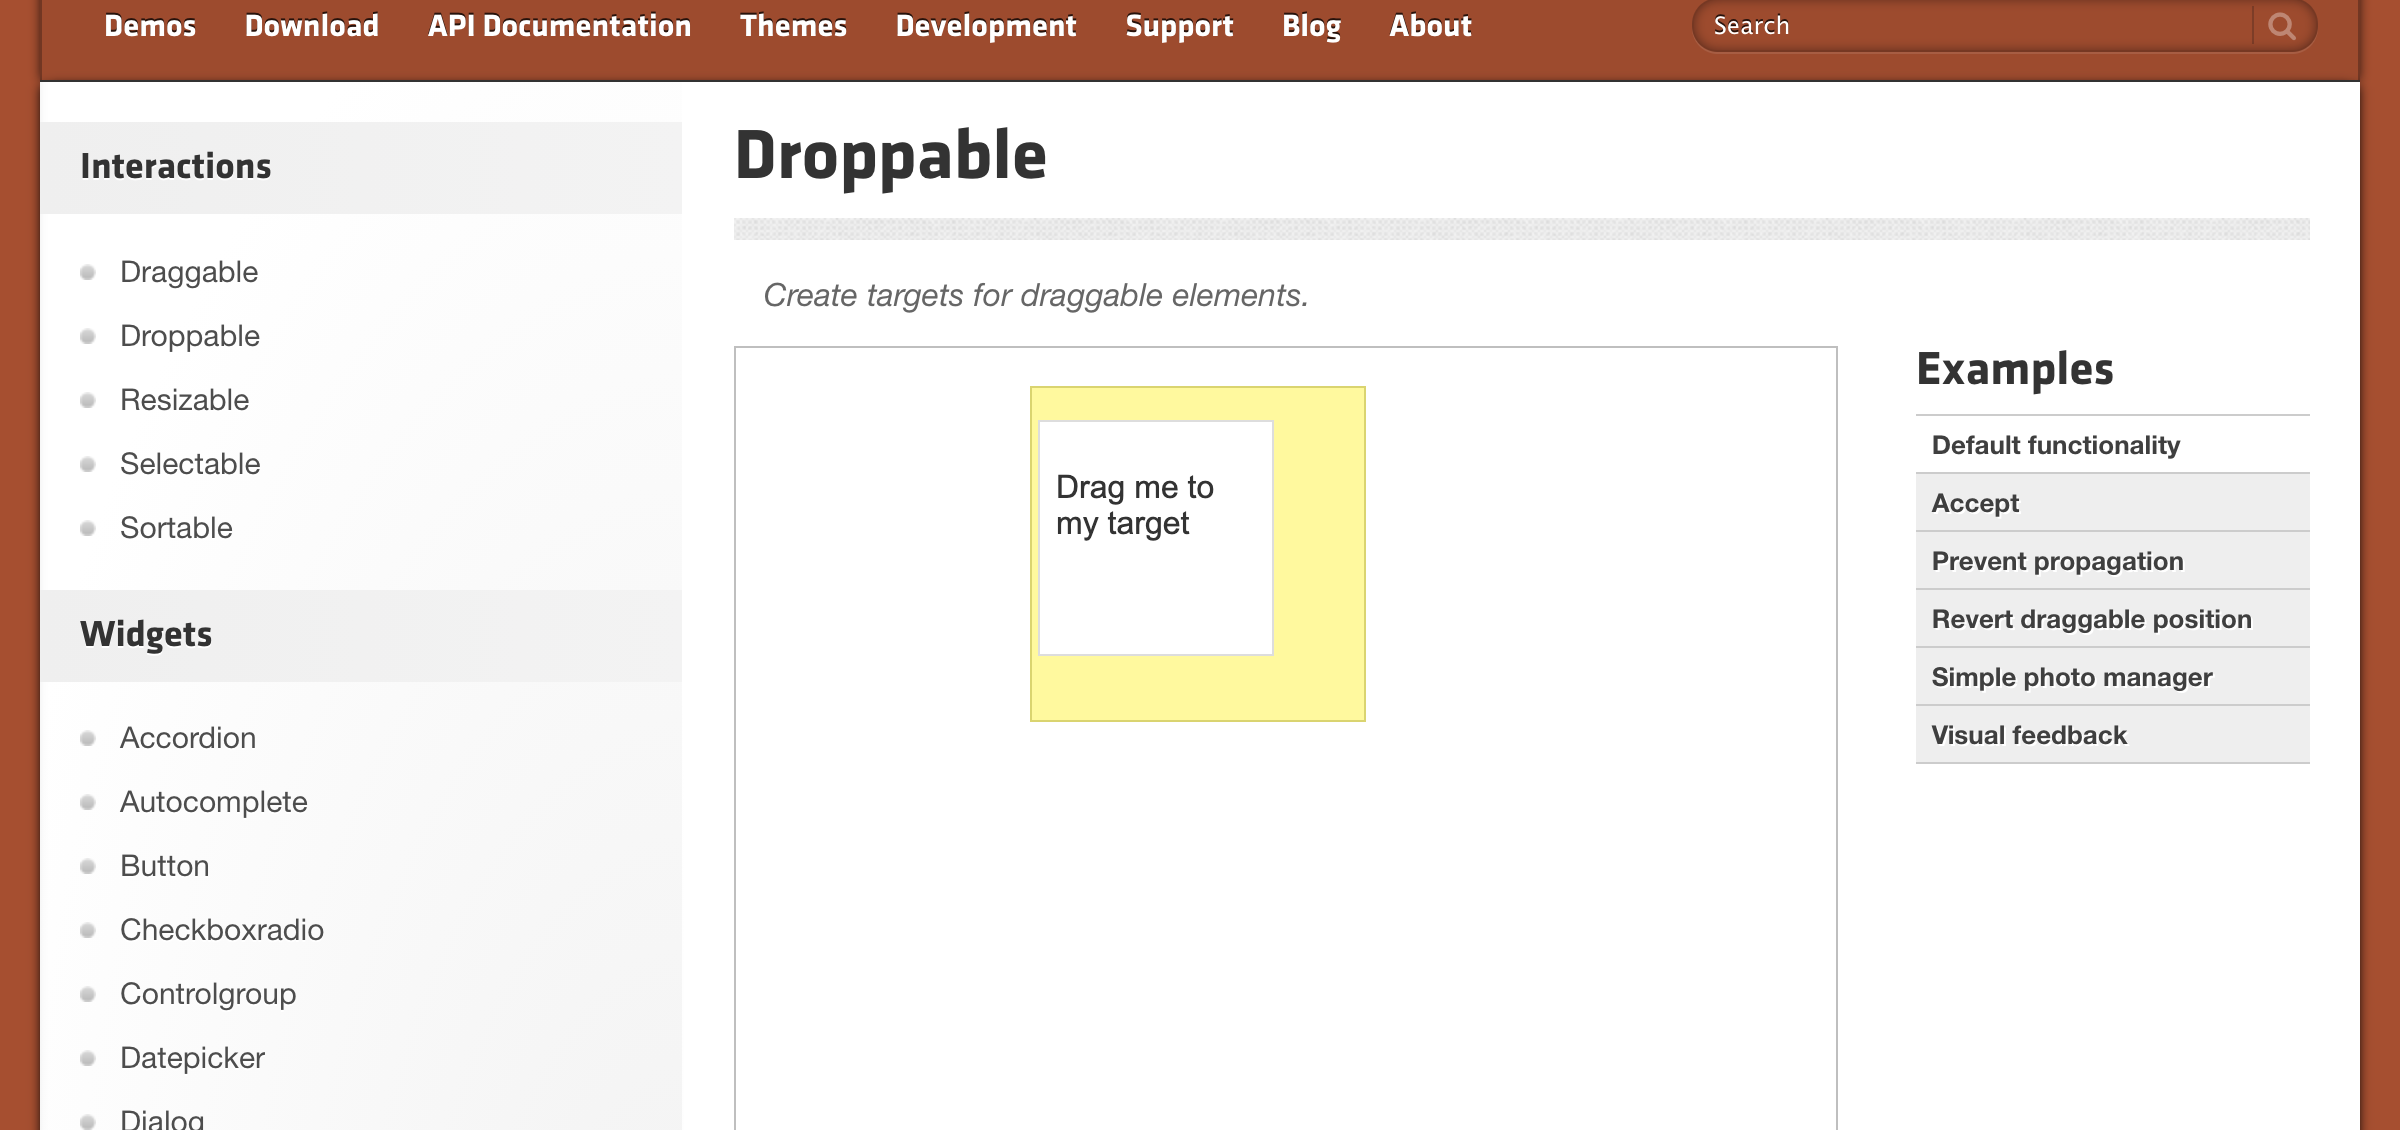 Demos Download API Documentation Themes Development Support Blog About Search
Interactions
Draggable
Droppable
Resizable
Selectable
Sortable
Widgets
Accordion
Autocomplete
Button
Checkboxradio
Controlgroup
Datepicker
Dialog
Droppable
Create targets for draggable elements.
Drag me to
my target
Examples
Default functionality
Accept
Prevent propagation
Revert draggable position
Simple photo manager
Visual feedback